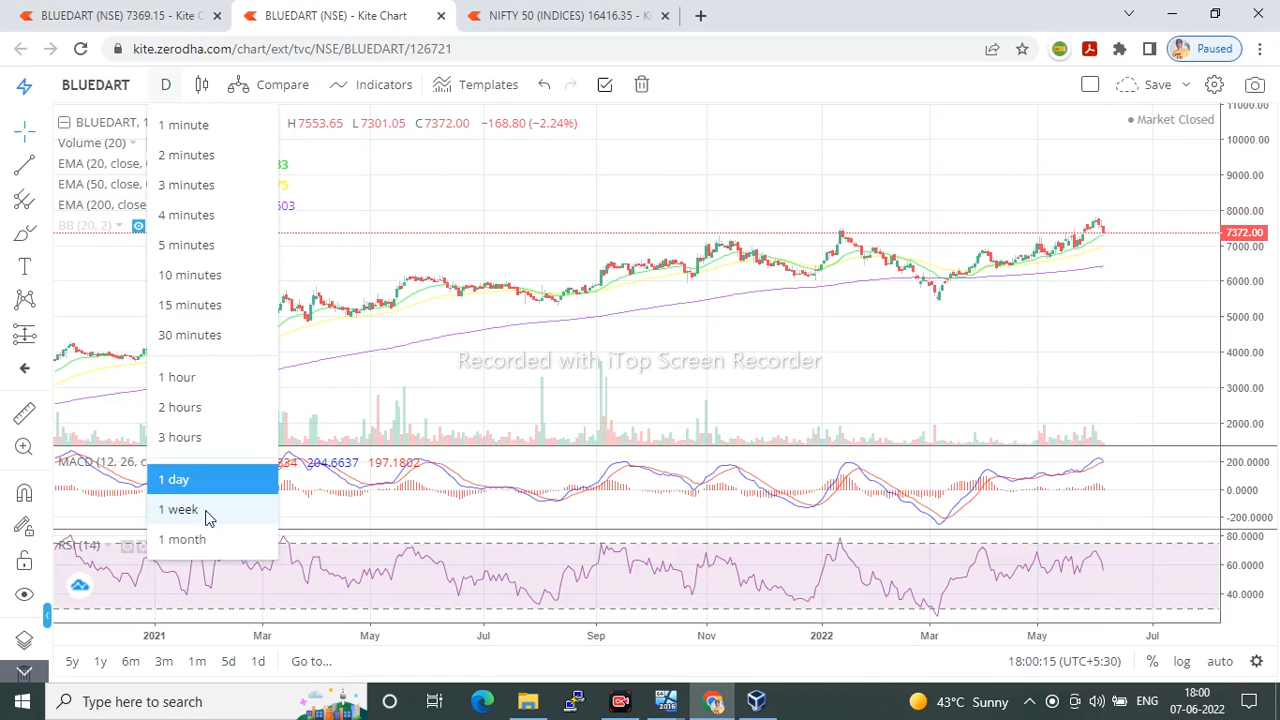 BLUEDART (NSE) 7369.15 - Kite C
BLUEDART (NSE) - Kite Chart
NIFTY 50 (INDICES) 16416.35 - Ki
kite.zerodha.com/chart/ext/tvc/NSE/BLUEDART/126721
Paused
BLUEDART D Compare Indicators Templates Save
1 minute
2 minutes
3 minutes
4 minutes
5 minutes
10 minutes
15 minutes
30 minutes
1 hour
2 hours
3 hours
1 day
1 week
1 month
BLUEDART, 1 H7553.65 L7301.05 C7372.00 −168.80 (−2.24%)
Market Closed
Volume (20)
EMA (20, close,
EMA (50, close,
EMA (200, close, 603
BB (20, 2)
11000.00
10000.00
9000.00
8000.00
7372.00
7000.00
6000.00
5000.00
4000.00
3000.00
2000.00
Recorded with iTop Screen Recorder
MACD (12, 26, 204.6637 197.1802
200.0000
0.0000
-200.0000
RSI (14)
80.0000
60.0000
40.0000
2021 Mar May Jul Sep Nov 2022 Mar May Jul
5y 1y 6m 3m 1m 5d 1d Go to...
18:00:15 (UTC+5:30) % log auto
Type here to search
2016
43°C Sunny
ENG
18:00
07-06-2022